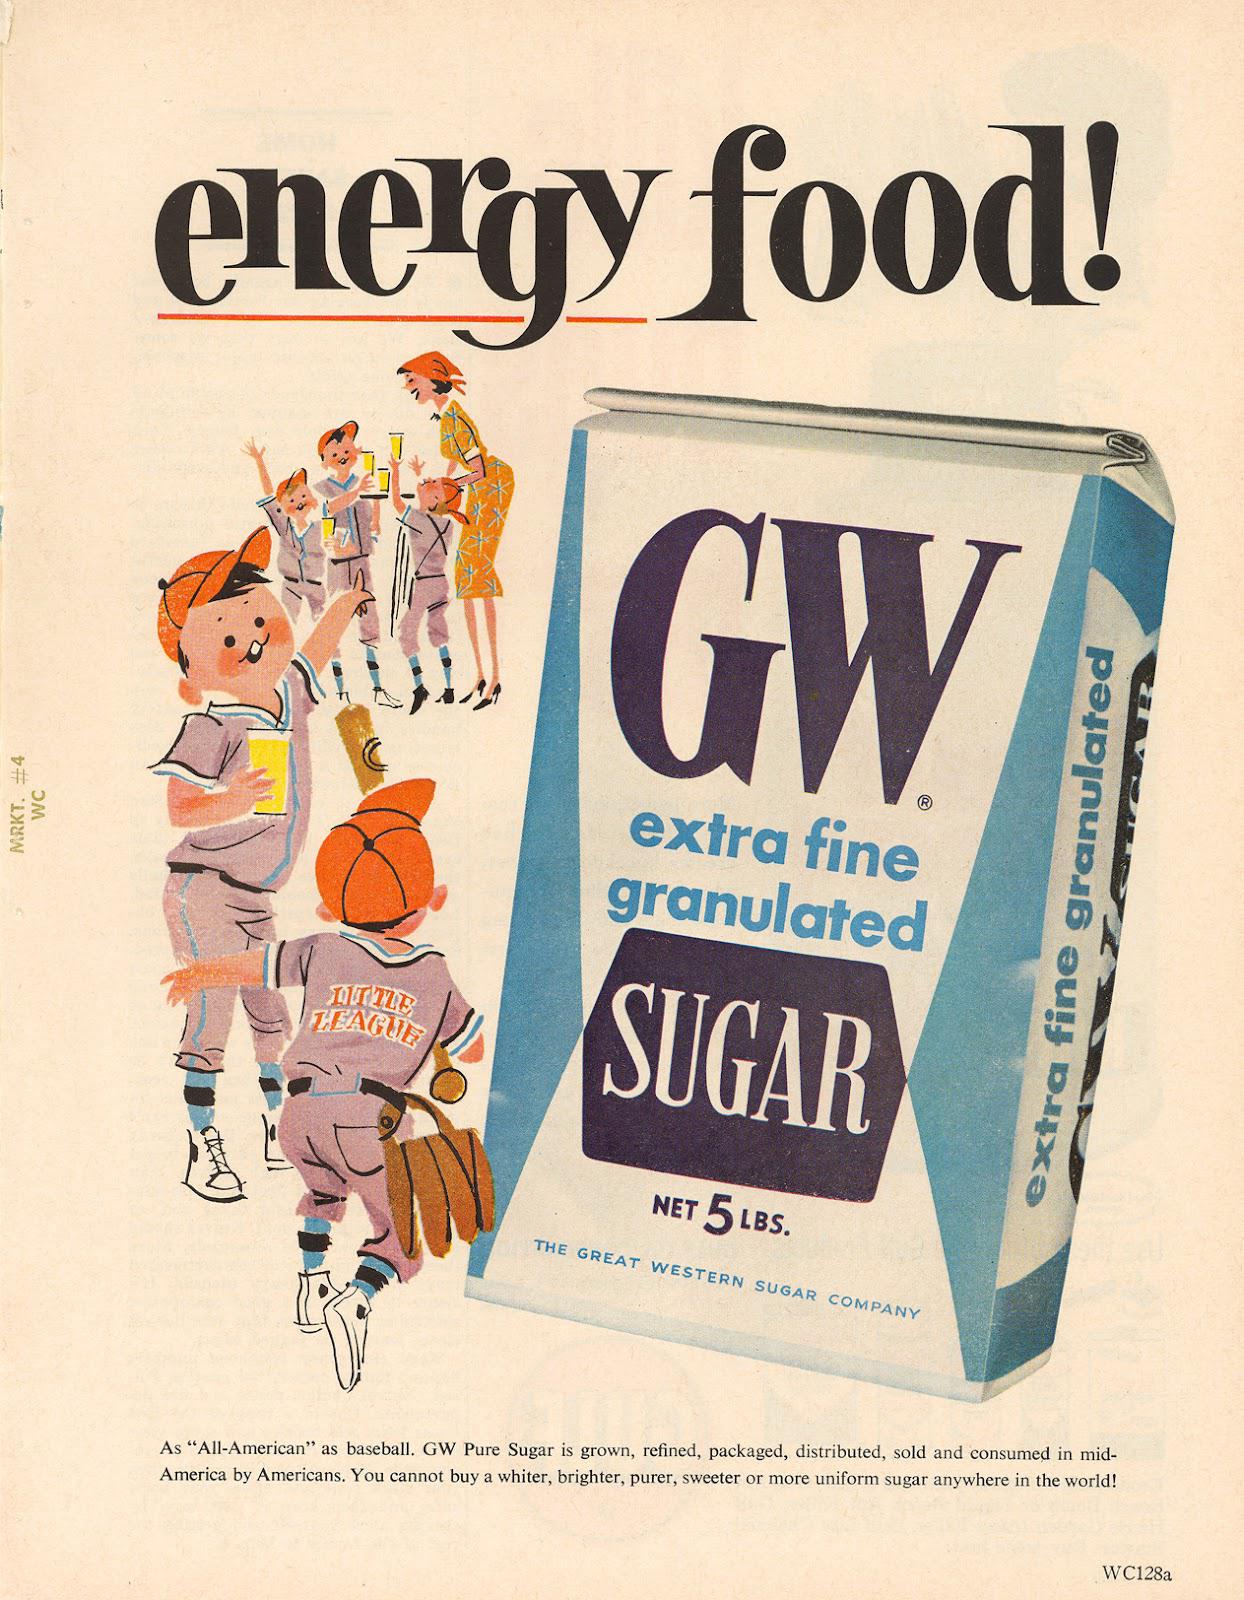 energy food!
GW®
extra fine
granulated
SUGAR
NET 5 LBS.
THE GREAT WESTERN SUGAR COMPANY
extra fine granulated
SUGAR
LITTLE
LEAGUE
MRKT. #4
WC
As “All-American” as baseball. GW Pure Sugar is grown, refined, packaged, distributed, sold and consumed in mid-
America by Americans. You cannot buy a whiter, brighter, purer, sweeter or more uniform sugar anywhere in the world!
WC128a